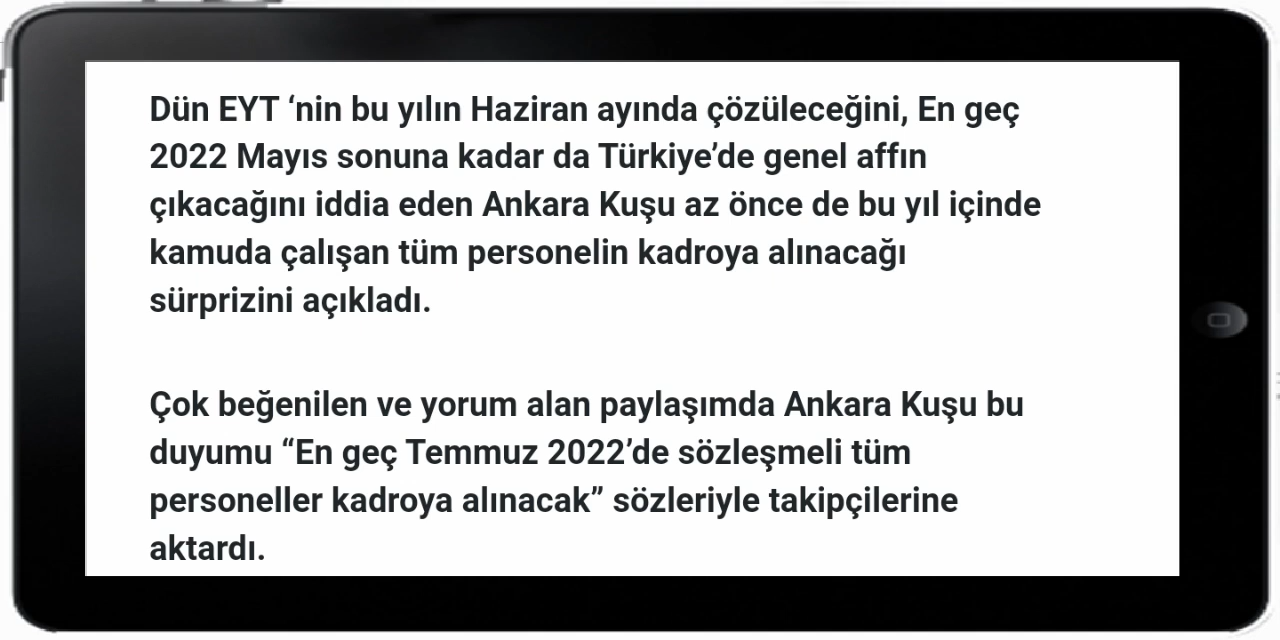 Dün EYT ‘nin bu yılın Haziran ayında çözüleceğini, En geç
2022 Mayıs sonuna kadar da Türkiye’de genel affın
çıkacağını iddia eden Ankara Kuşu az önce de bu yıl içinde
kamuda çalışan tüm personelin kadroya alınacağı
sürprizini açıkladı.
Çok beğenilen ve yorum alan paylaşımda Ankara Kuşu bu
duyumu “En geç Temmuz 2022’de sözleşmeli tüm
personeller kadroya alınacak” sözleriyle takipçilerine
aktardı.